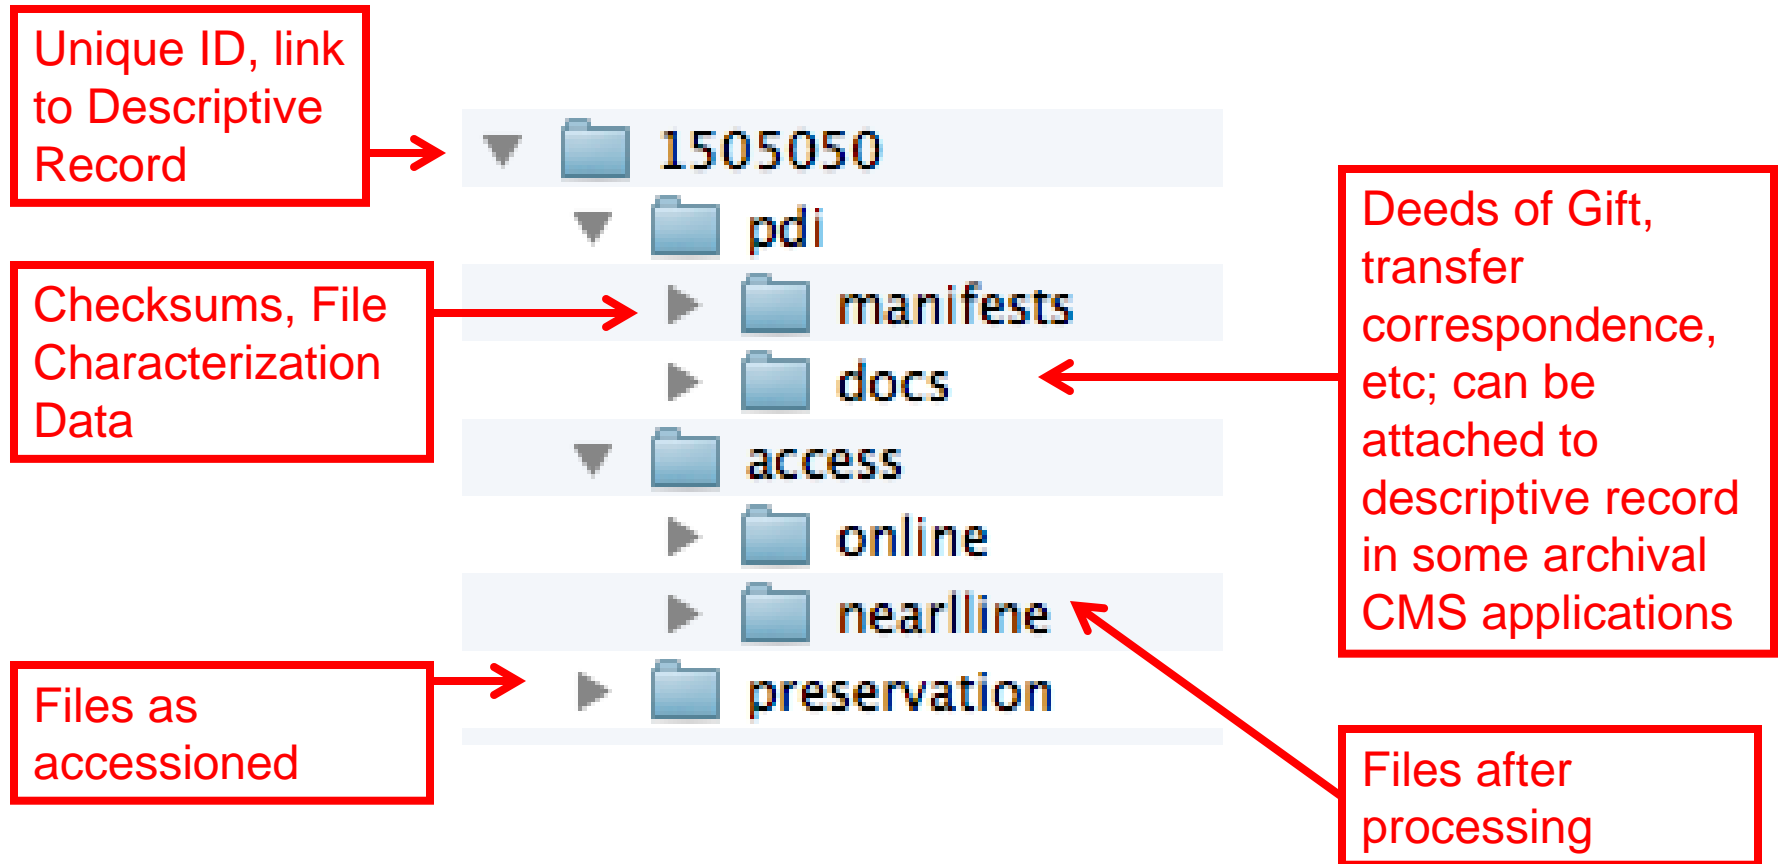 Unique ID, link
to Descriptive
Record
1505050
pdi
Checksums, File
Characterization
Data
manifests
docs
Deeds of Gift,
transfer
correspondence,
etc; can be
attached to
descriptive record
in some archival
CMS applications
access
online
nearlline
Files as
accessioned
preservation
Files after
processing